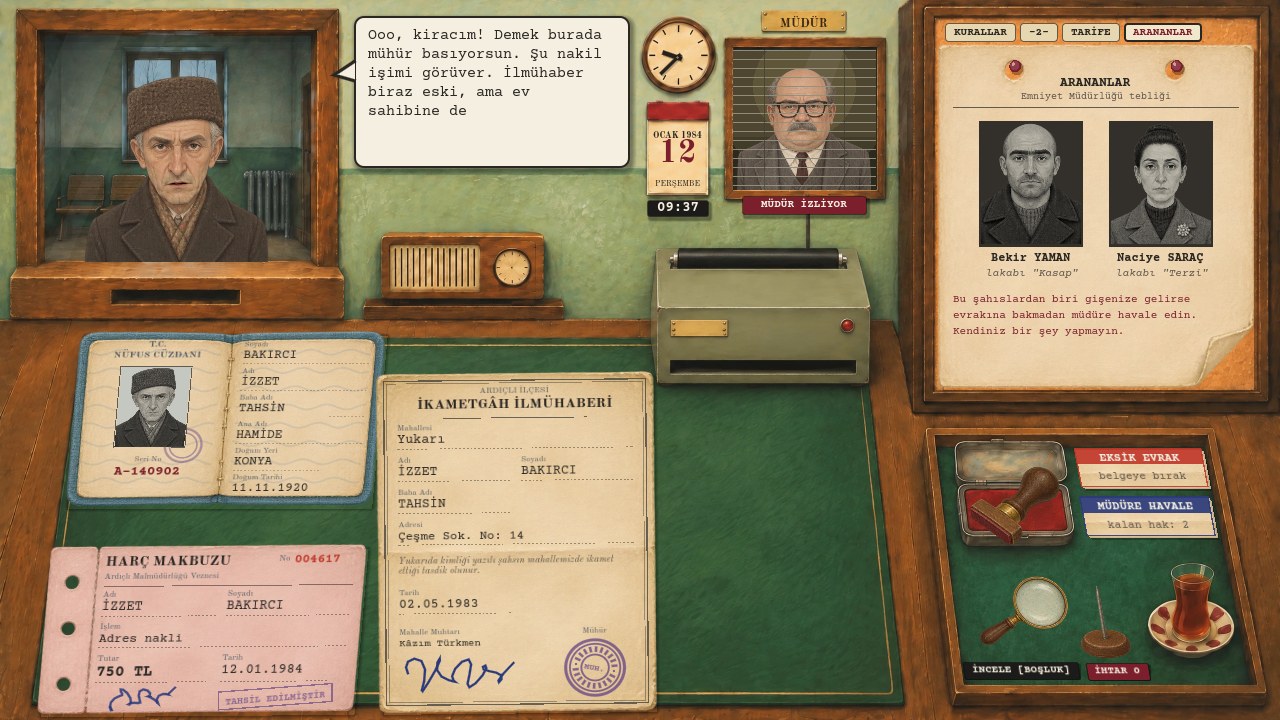 Ooo, kiracım! Demek burada
mühür basıyorsun. Şu nakil
işimi görüver. İlmühaber
biraz eski, ama ev
sahibine de
MÜDÜR
OCAK 1984
12
PERŞEMBE
09:37
MÜDÜR İZLİYOR
KURALLAR
-2-
TARİFE
ARANANLAR
ARANANLAR
Emniyet Müdürlüğü tebliği
Bekir YAMAN
lakabı "Kasap"
Naciye SARAÇ
lakabı "Terzi"
Bu şahıslardan biri gişenize gelirse
evrakına bakmadan müdüre havale edin.
Kendiniz bir şey yapmayın.
T.C.
NÜFUS CÜZDANI
Seri-No
A-140902
Soyadı
BAKIRCI
Adı
İZZET
Baba Adı
TAHSİN
Ana Adı
HAMİDE
Doğum Yeri
KONYA
Doğum Tarihi
11.11.1920
ARDIÇLI İLÇESİ
İKAMETGÂH İLMÜHABERİ
Mahallesi
Yukarı
Adı
İZZET
Soyadı
BAKIRCI
Baba Adı
TAHSİN
Adresi
Çeşme Sok. No: 14
Yukarıda kimliği yazılı şahsın mahallemizde ikamet
ettiği tasdik olunur.
Tarih
02.05.1983
Mahalle Muhtarı
Kâzım Türkmen
Mühür
MUH.
HARÇ MAKBUZU
No 004617
Ardıçlı Malmüdürlüğü Veznesi
Adı
İZZET
Soyadı
BAKIRCI
İşlem
Adres nakli
Tutar
750 TL
Tarih
12.01.1984
TAHSİL EDİLMİŞTİR
EKSİK EVRAK
belgeye bırak
MÜDÜRE HAVALE
kalan hak: 2
İNCELE [BOŞLUK]
İHTAR 0